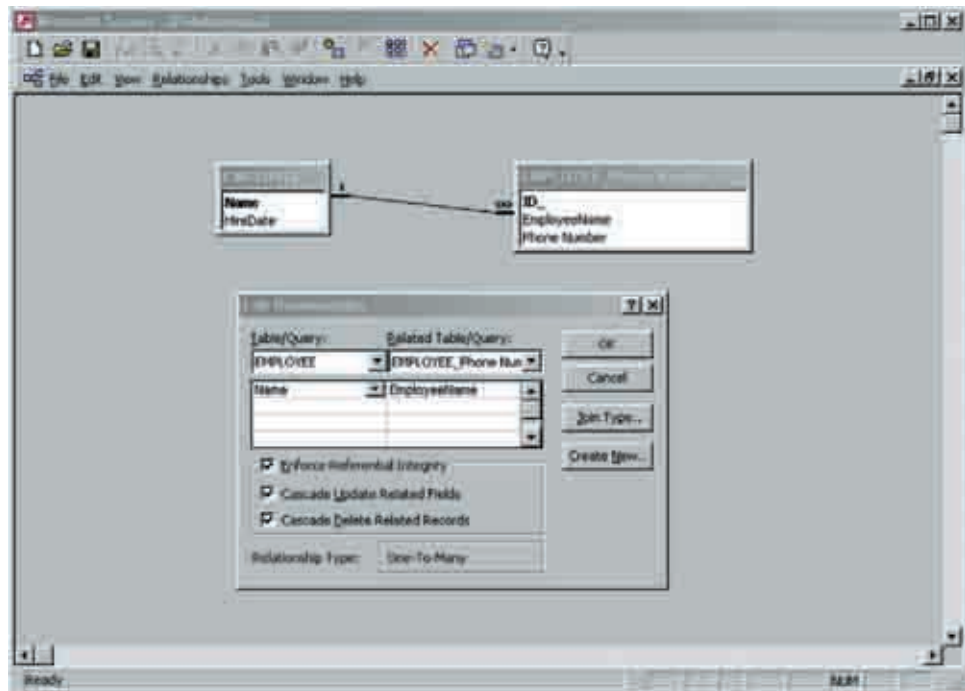 File Edit View Relationships Tools Window Help
1
Name
HireDate
∞
ID_
EmployeeName
Phone Number
Table/Query:
Related Table/Query:
EMPLOYEE
EMPLOYEE_Phone Num
Name
EmployeeName
OK
Cancel
Join Type..
Create New..
Enforce Referential Integrity
Cascade Update Related Fields
Cascade Delete Related Records
Relationship Type:
One-To-Many
Ready
NUM